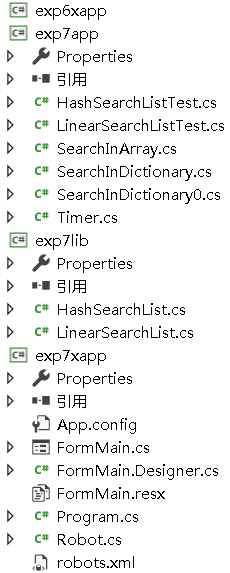 exp6xapp
exp7app
Properties
引用
HashSearchListTest.cs
LinearSearchListTest.cs
SearchInArray.cs
SearchInDictionary.cs
SearchInDictionary0.cs
Timer.cs
exp7lib
Properties
引用
HashSearchList.cs
LinearSearchList.cs
exp7xapp
Properties
引用
App.config
FormMain.cs
FormMain.Designer.cs
FormMain.resx
Program.cs
Robot.cs
robots.xml